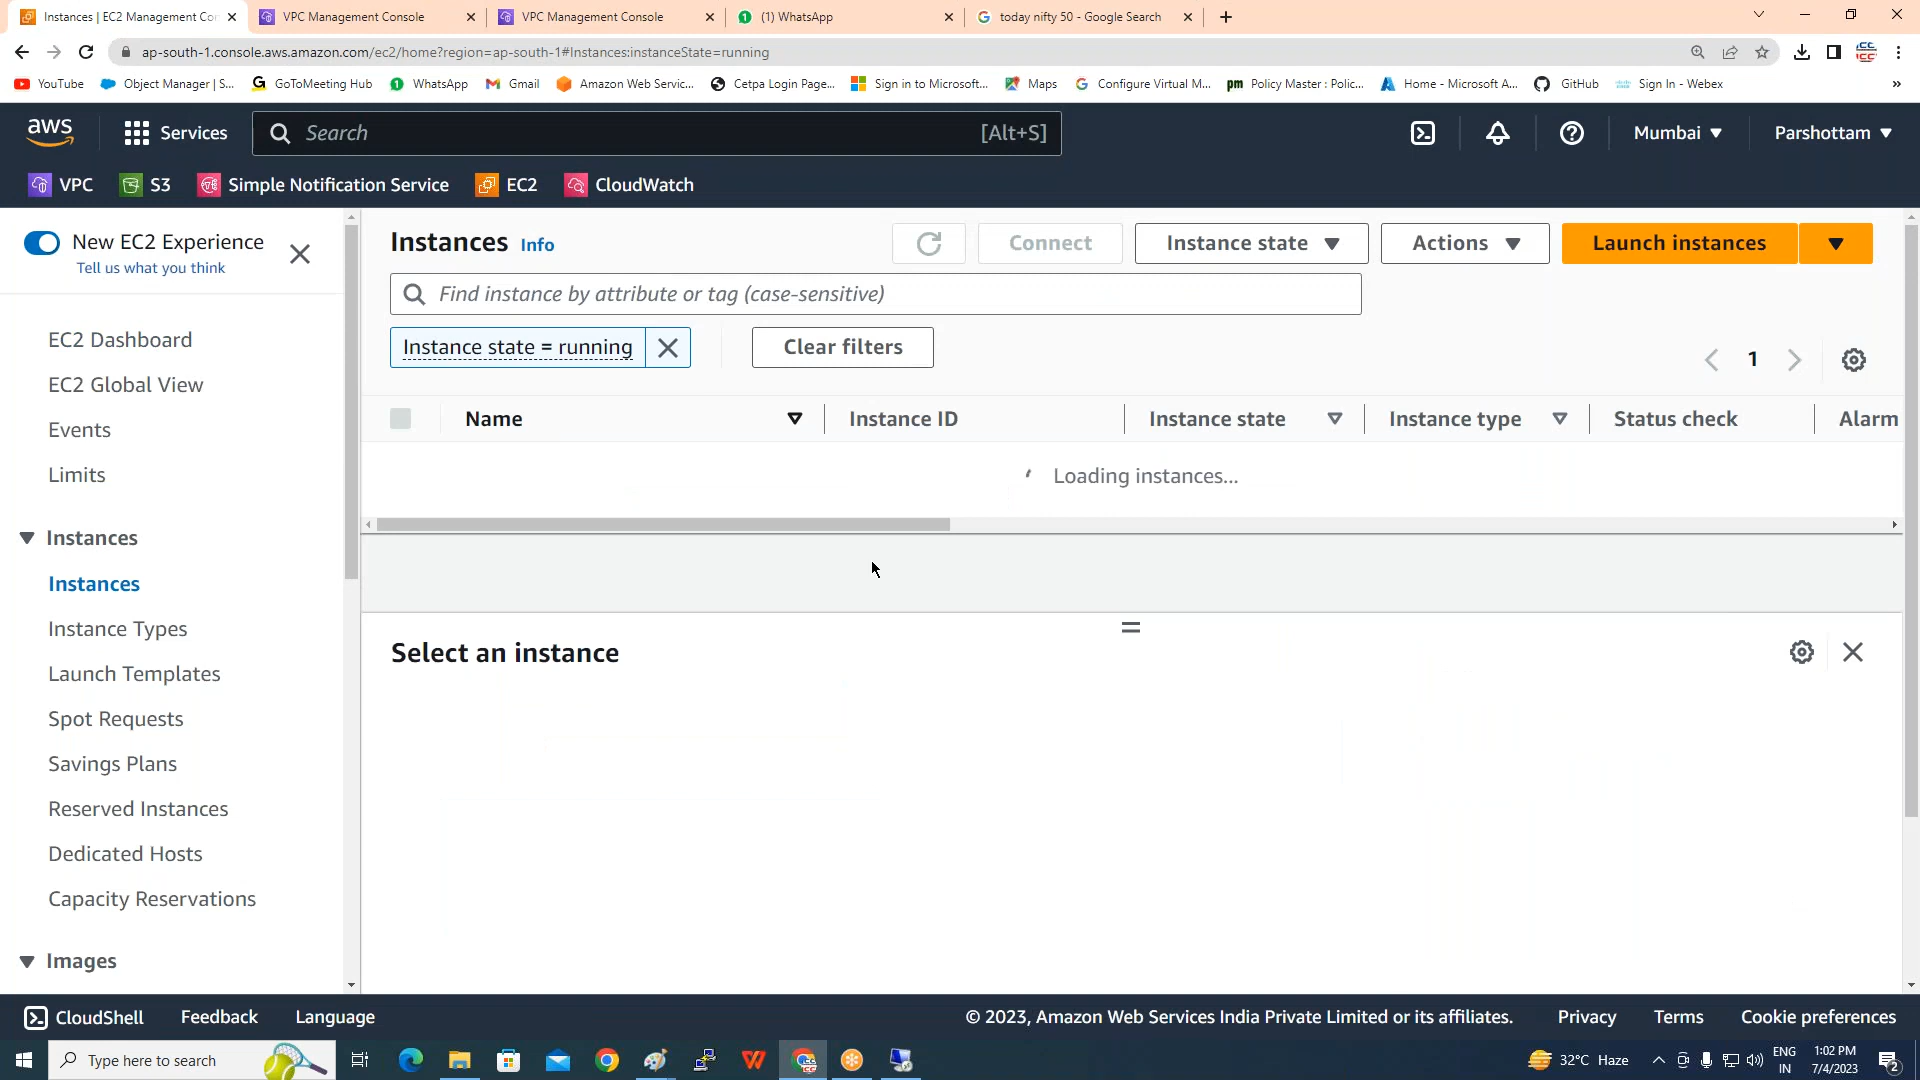 Instances | EC2 Management Con
VPC Management Console
VPC Management Console
(1) WhatsApp
today nifty 50 - Google Search
ap-south-1.console.aws.amazon.com/ec2/home?region=ap-south-1#Instances:instanceState=running
YouTube
Object Manager | S...
GoToMeeting Hub
WhatsApp
Gmail
Amazon Web Servic...
Cetpa Login Page...
Sign in to Microsoft...
Maps
Configure Virtual M...
pm Policy Master : Polic...
Home - Microsoft A...
GitHub
Sign In - Webex
»
aws
Services
Search
[Alt+S]
Mumbai
Parshottam
VPC
S3
Simple Notification Service
EC2
CloudWatch
New EC2 Experience
Tell us what you think
EC2 Dashboard
EC2 Global View
Events
Limits
Instances
Instances
Instance Types
Launch Templates
Spot Requests
Savings Plans
Reserved Instances
Dedicated Hosts
Capacity Reservations
Images
Instances Info
Connect
Instance state
Actions
Launch instances
Find instance by attribute or tag (case-sensitive)
Instance state = running
Clear filters
1
Name
Instance ID
Instance state
Instance type
Status check
Alarm
Loading instances...
Select an instance
CloudShell
Feedback
Language
© 2023, Amazon Web Services India Private Limited or its affiliates.
Privacy
Terms
Cookie preferences
Type here to search
32°C Haze
ENG
IN
1:02 PM
7/4/2023
2